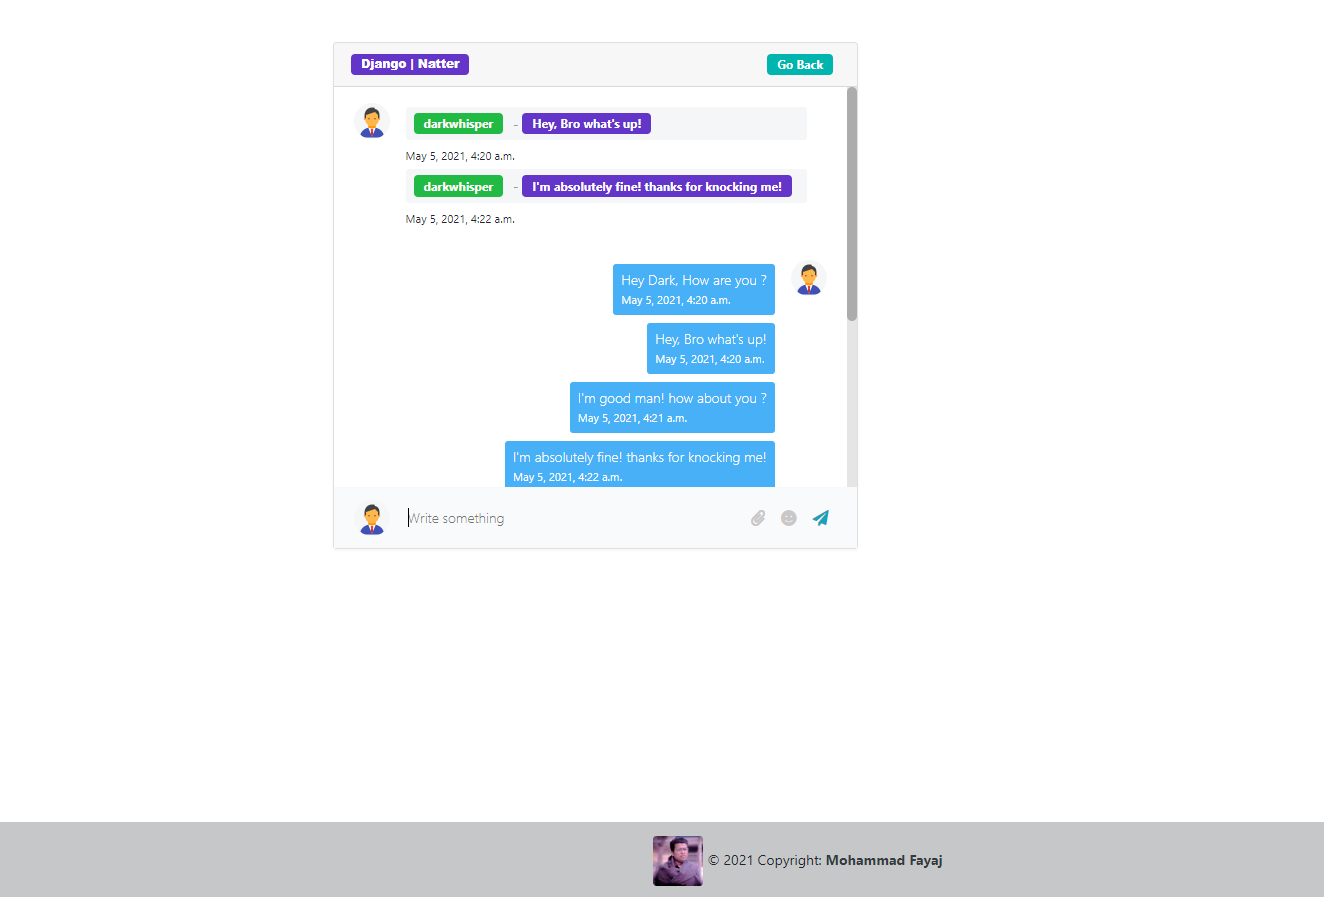 Django | Natter
Go Back
darkwhisper - Hey, Bro what's up!
May 5, 2021, 4:20 a.m.
darkwhisper - I'm absolutely fine! thanks for knocking me!
May 5, 2021, 4:22 a.m.
Hey Dark, How are you ?
May 5, 2021, 4:20 a.m.
Hey, Bro what's up!
May 5, 2021, 4:20 a.m.
I'm good man! how about you ?
May 5, 2021, 4:21 a.m.
I'm absolutely fine! thanks for knocking me!
May 5, 2021, 4:22 a.m.
Write something
© 2021 Copyright: Mohammad Fayaj